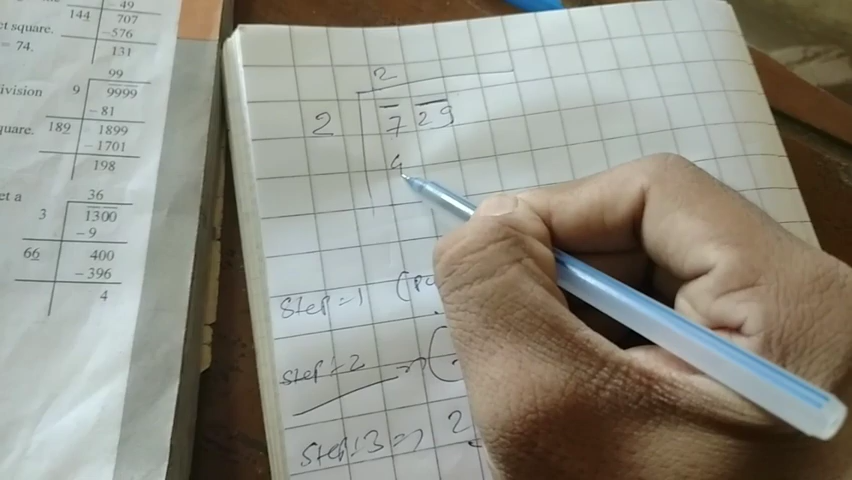 -49
144 707
et square.
-576
= 74.
131
99
ivision 9 9999
-81
quare. 189 1899
-1701
198
et a 36
3 1300
-9
66 400
-396
4
2
2 7 29
4
Step-1
Step-2
Step-3 2